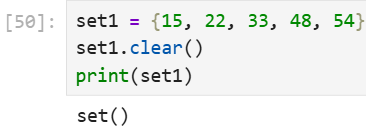 [50]: set1 = {15, 22, 33, 48, 54}
set1.clear()
print(set1)
set()